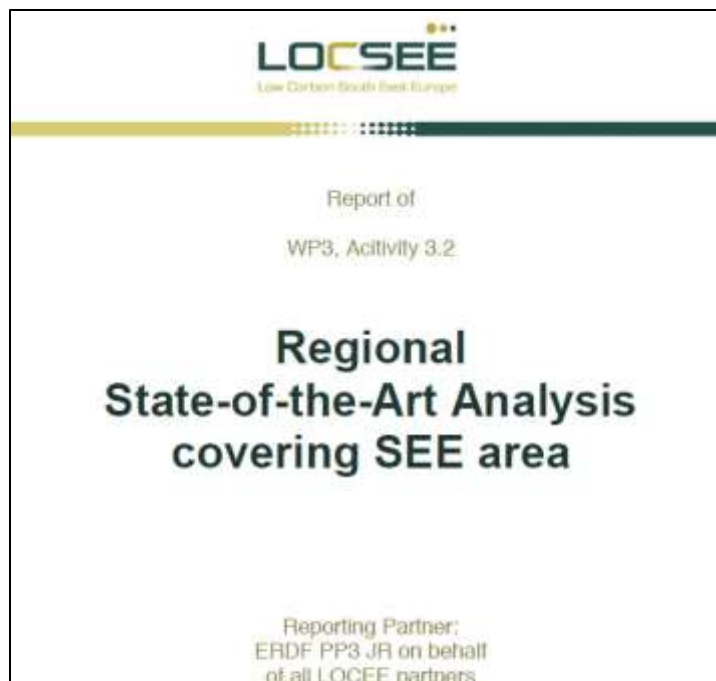 LOCSEE
Low Carbon South East Europe
Report of
WP3, Acitivity 3.2
Regional
State-of-the-Art Analysis
covering SEE area
Reporting Partner:
ERDF PP3 JR on behalf
of all LOCEE partners